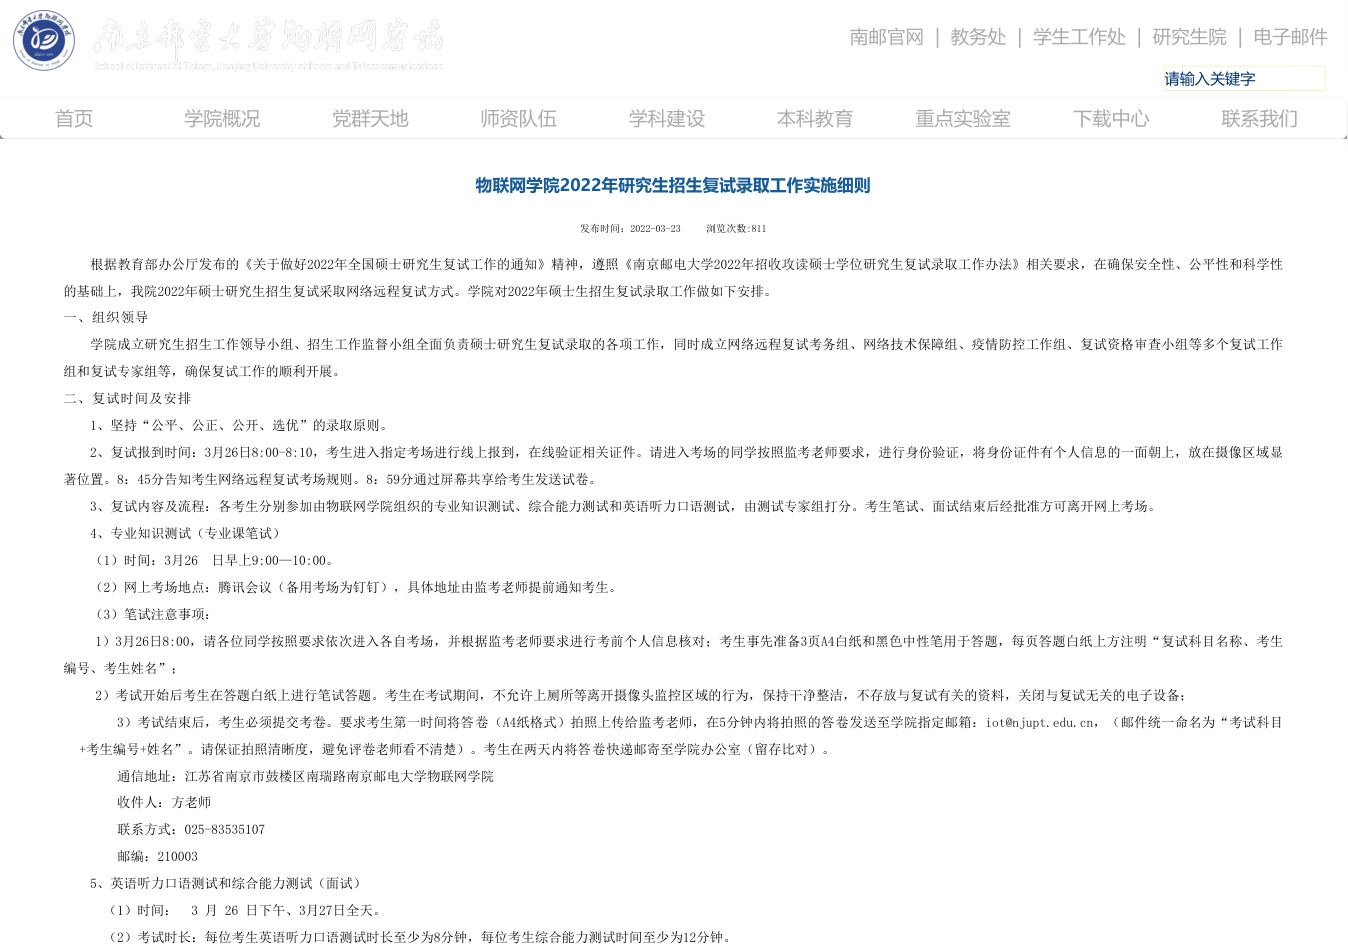 南京邮电大学物联网学院
School of Internet of Things, Nanjing University of Posts and Telecommunications
南邮官网 | 教务处 | 学生工作处 | 研究生院 | 电子邮件
请输入关键字
首页 学院概况 党群天地 师资队伍 学科建设 本科教育 重点实验室 下载中心 联系我们
物联网学院2022年研究生招生复试录取工作实施细则
发布时间：2022-03-23 浏览次数:811
根据教育部办公厅发布的《关于做好2022年全国硕士研究生复试工作的通知》精神，遵照《南京邮电大学2022年招收攻读硕士学位研究生复试录取工作办法》相关要求，在确保安全性、公平性和科学性
的基础上，我院2022年硕士研究生招生复试采取网络远程复试方式。学院对2022年硕士生招生复试录取工作做如下安排。
一、组织领导
学院成立研究生招生工作领导小组、招生工作监督小组全面负责硕士研究生复试录取的各项工作，同时成立网络远程复试考务组、网络技术保障组、疫情防控工作组、复试资格审查小组等多个复试工作
组和复试专家组等，确保复试工作的顺利开展。
二、复试时间及安排
1、坚持“公平、公正、公开、选优”的录取原则。
2、复试报到时间：3月26日8:00-8:10，考生进入指定考场进行线上报到，在线验证相关证件。请进入考场的同学按照监考老师要求，进行身份验证，将身份证件有个人信息的一面朝上，放在摄像区域显
著位置。8：45分告知考生网络远程复试考场规则。8：59分通过屏幕共享给考生发送试卷。
3、复试内容及流程：各考生分别参加由物联网学院组织的专业知识测试、综合能力测试和英语听力口语测试，由测试专家组打分。考生笔试、面试结束后经批准方可离开网上考场。
4、专业知识测试（专业课笔试）
（1）时间：3月26 日早上9:00—10:00。
（2）网上考场地点：腾讯会议（备用考场为钉钉），具体地址由监考老师提前通知考生。
（3）笔试注意事项：
1）3月26日8:00，请各位同学按照要求依次进入各自考场，并根据监考老师要求进行考前个人信息核对；考生事先准备3页A4白纸和黑色中性笔用于答题，每页答题白纸上方注明“复试科目名称、考生
编号、考生姓名”；
2）考试开始后考生在答题白纸上进行笔试答题。考生在考试期间，不允许上厕所等离开摄像头监控区域的行为，保持干净整洁，不存放与复试有关的资料，关闭与复试无关的电子设备；
3）考试结束后，考生必须提交考卷。要求考生第一时间将答卷（A4纸格式）拍照上传给监考老师，在5分钟内将拍照的答卷发送至学院指定邮箱：iot@njupt.edu.cn，（邮件统一命名为“考试科目
+考生编号+姓名”。请保证拍照清晰度，避免评卷老师看不清楚）。考生在两天内将答卷快递邮寄至学院办公室（留存比对）。
通信地址：江苏省南京市鼓楼区南瑞路南京邮电大学物联网学院
收件人：方老师
联系方式：025-83535107
邮编：210003
5、英语听力口语测试和综合能力测试（面试）
（1）时间： 3 月 26 日下午、3月27日全天。
（2）考试时长：每位考生英语听力口语测试时长至少为8分钟，每位考生综合能力测试时间至少为12分钟。